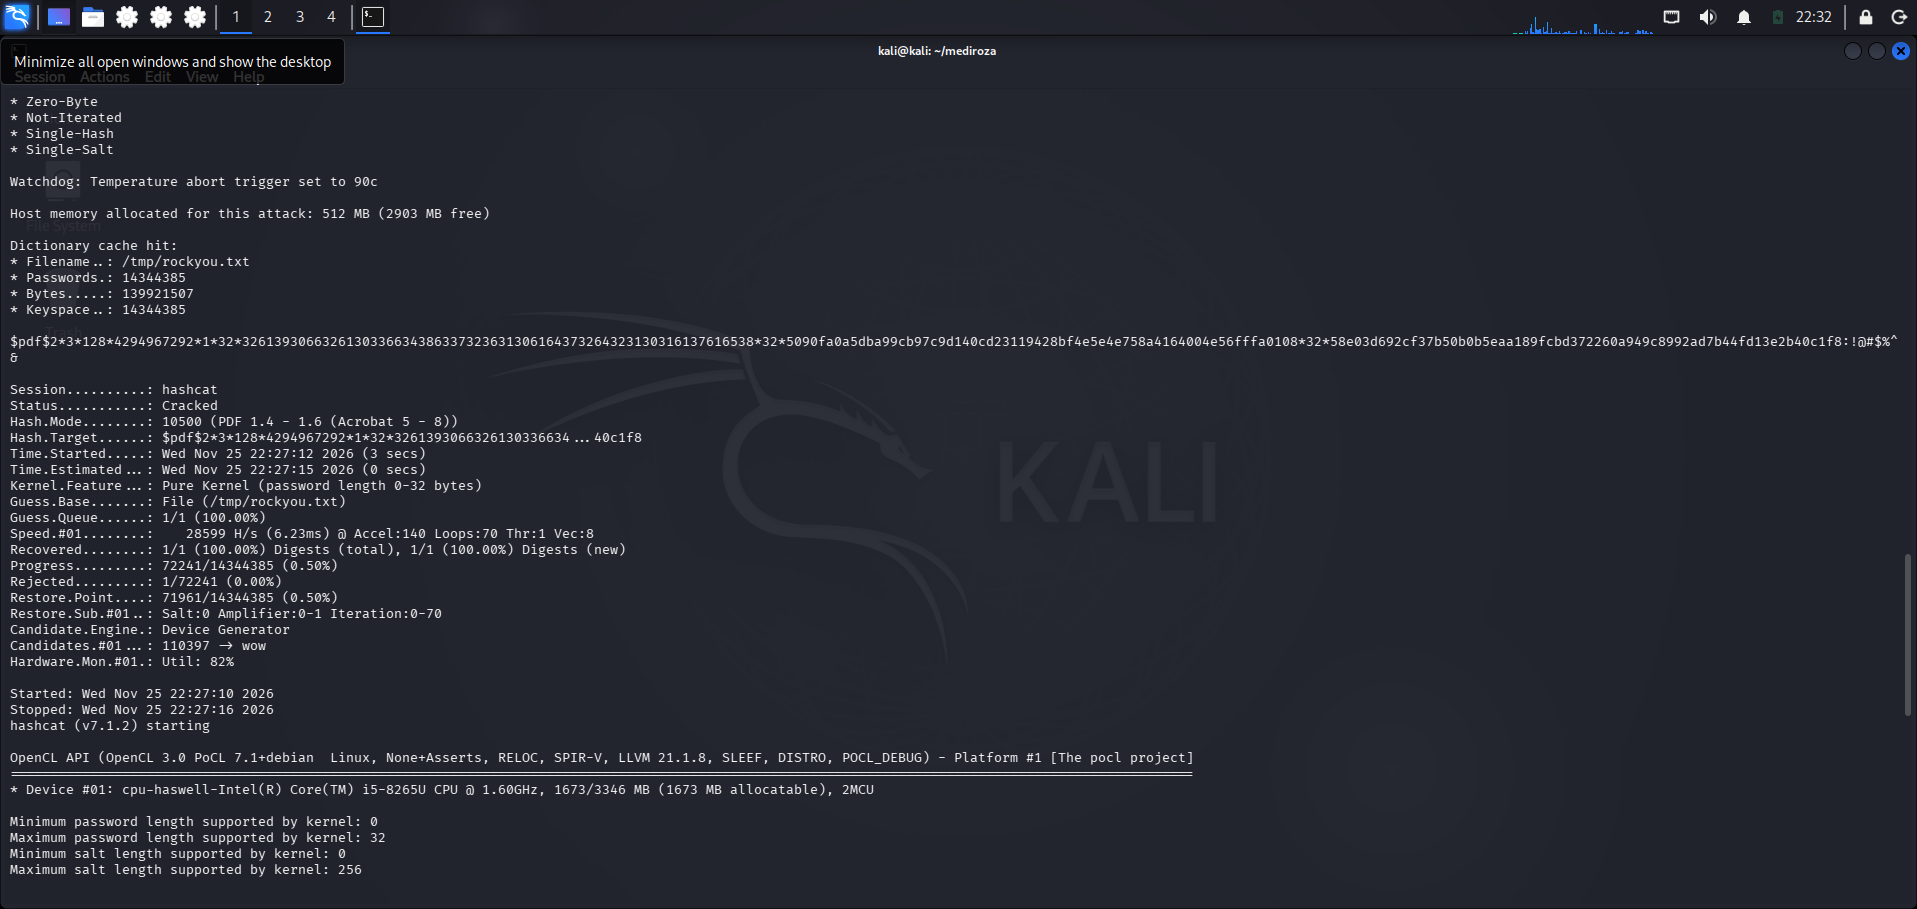 1 2 3 4 22:32
kali@kali: ~/mediroza
Minimize all open windows and show the desktop
Session Actions Edit View Help
* Zero-Byte
* Not-Iterated
* Single-Hash
* Single-Salt
Watchdog: Temperature abort trigger set to 90c
Host memory allocated for this attack: 512 MB (2903 MB free)
File System
Dictionary cache hit:
* Filename..: /tmp/rockyou.txt
* Passwords.: 14344385
* Bytes.....: 139921507
* Keyspace..: 14344385
Trash
$pdf$2*3*128*4294967292*1*32*3261393066326130336634386337323631306164373264323130316137616538*32*5090fa0a5dba99cb97c9d140cd23119428bf4e5e4e758a4164004e56fffa0108*32*58e03d692cf37b50b0b5eaa189fcbd372260a949c8992ad7b44fd13e2b40c1f8:!@#$%^
&
Session..........: hashcat
Status...........: Cracked
Hash.Mode........: 10500 (PDF 1.4 - 1.6 (Acrobat 5 - 8))
Hash.Target......: $pdf$2*3*128*4294967292*1*32*3261393066326130336634...40c1f8
Time.Started.....: Wed Nov 25 22:27:12 2026 (3 secs)
Time.Estimated...: Wed Nov 25 22:27:15 2026 (0 secs)
Kernel.Feature...: Pure Kernel (password length 0-32 bytes)
Guess.Base.......: File (/tmp/rockyou.txt)
Guess.Queue......: 1/1 (100.00%)
Speed.#01........:    28599 H/s (6.23ms) @ Accel:140 Loops:70 Thr:1 Vec:8
Recovered........: 1/1 (100.00%) Digests (total), 1/1 (100.00%) Digests (new)
Progress.........: 72241/14344385 (0.50%)
Rejected.........: 1/72241 (0.00%)
Restore.Point....: 71961/14344385 (0.50%)
Restore.Sub.#01..: Salt:0 Amplifier:0-1 Iteration:0-70
Candidate.Engine.: Device Generator
Candidates.#01...: 110397 -> wow
Hardware.Mon.#01.: Util: 82%
KALI
Started: Wed Nov 25 22:27:10 2026
Stopped: Wed Nov 25 22:27:16 2026
hashcat (v7.1.2) starting
OpenCL API (OpenCL 3.0 PoCL 7.1+debian  Linux, None+Asserts, RELOC, SPIR-V, LLVM 21.1.8, SLEEF, DISTRO, POCL_DEBUG) - Platform #1 [The pocl project]
====================================================================================================================================================
* Device #01: cpu-haswell-Intel(R) Core(TM) i5-8265U CPU @ 1.60GHz, 1673/3346 MB (1673 MB allocatable), 2MCU
Minimum password length supported by kernel: 0
Maximum password length supported by kernel: 32
Minimum salt length supported by kernel: 0
Maximum salt length supported by kernel: 256